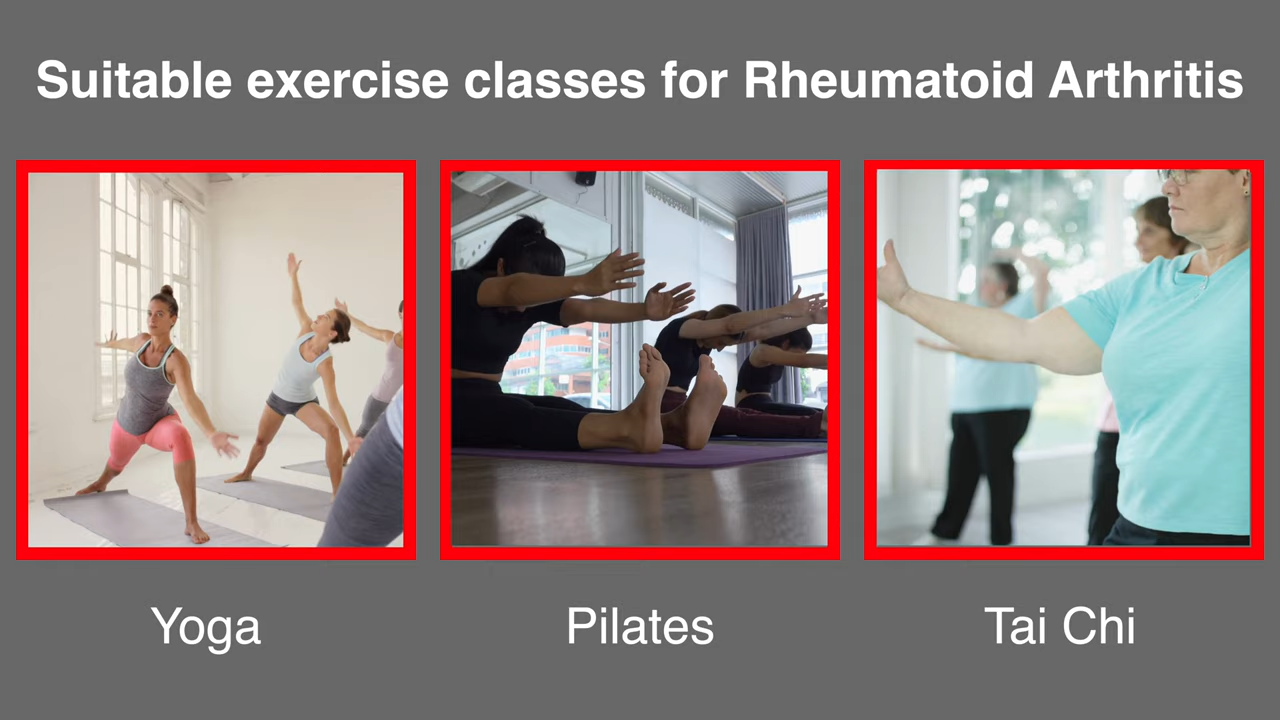 Suitable exercise classes for Rheumatoid Arthritis
Yoga
Pilates
Tai Chi